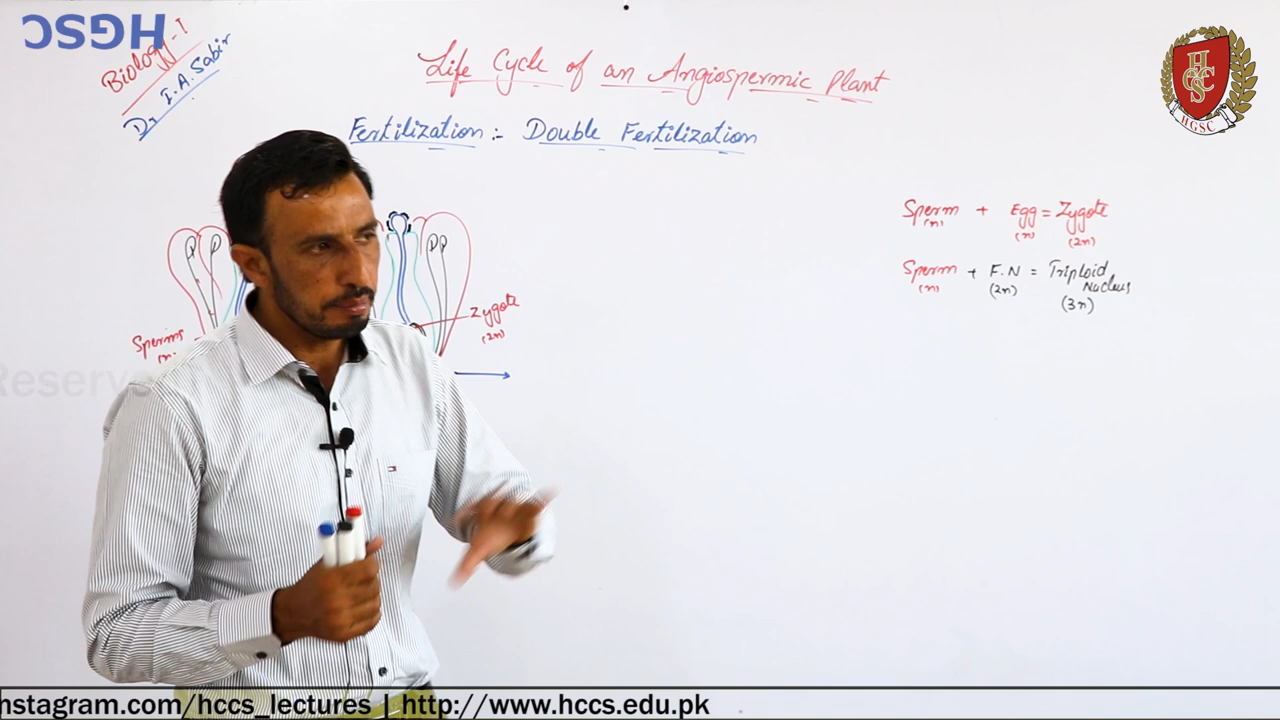 HGSC
Biology-I
Dr I.A. Sabir
Life Cycle of an Angiospermic Plant
Fertilization :- Double Fertilization
HGSC
Sperm + Egg = Zygote
(n) (n) (2n)
Sperm + F.N = Triploid Nucleus
(n) (2n) (3n)
Zygote
(2n)
Sperms
Reserve
nstagram.com/hccs_lectures | http://www.hccs.edu.pk